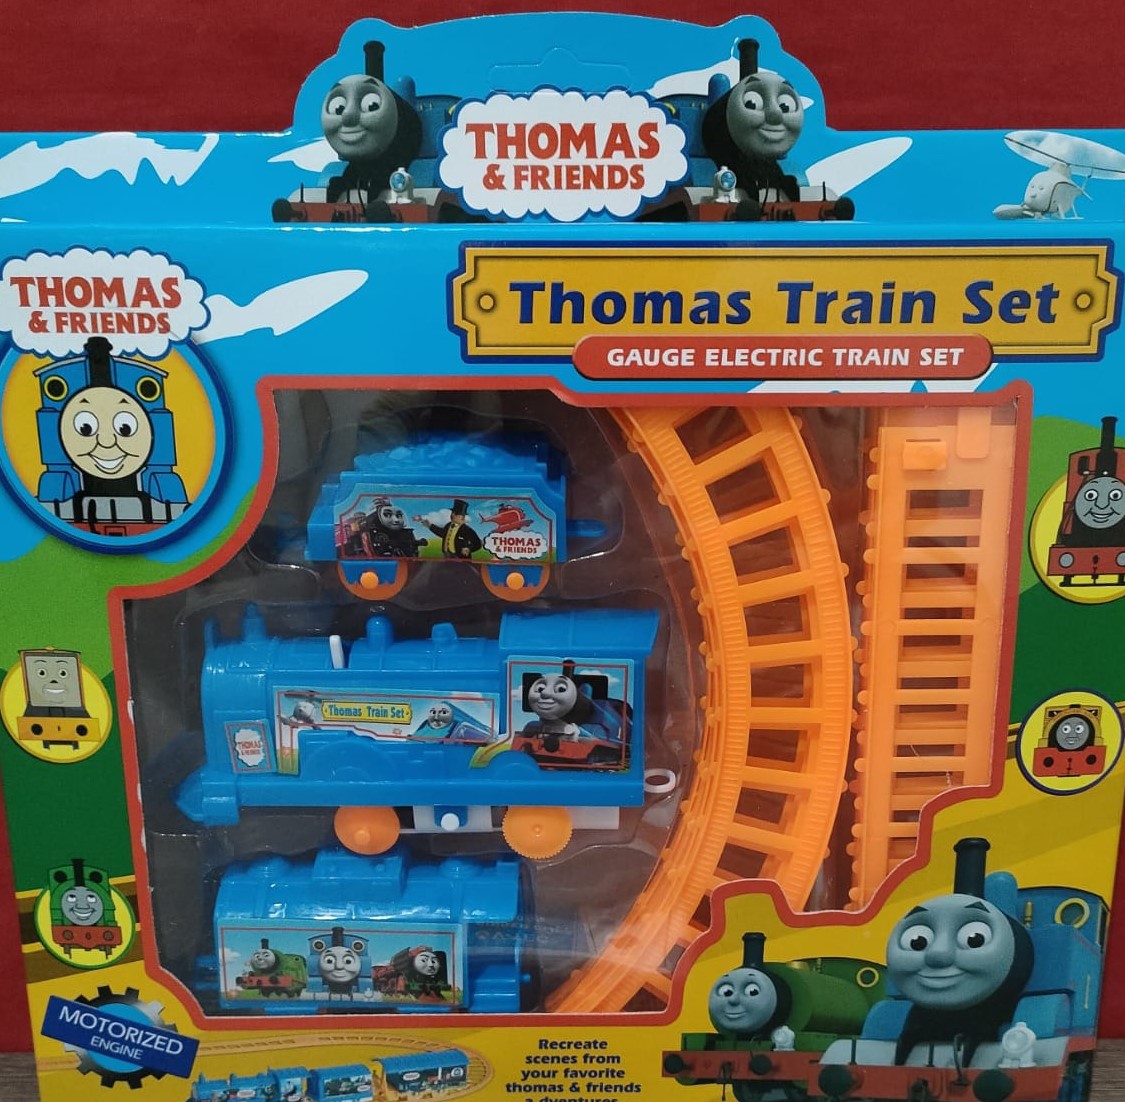 THOMAS
& FRIENDS
THOMAS
& FRIENDS
Thomas Train Set
GAUGE ELECTRIC TRAIN SET
THOMAS
& FRIENDS
Thomas Train Set
THOMAS
& FRIENDS
MOTORIZED
ENGINE
Recreate
scenes from
your favorite
thomas & friends
a dventures